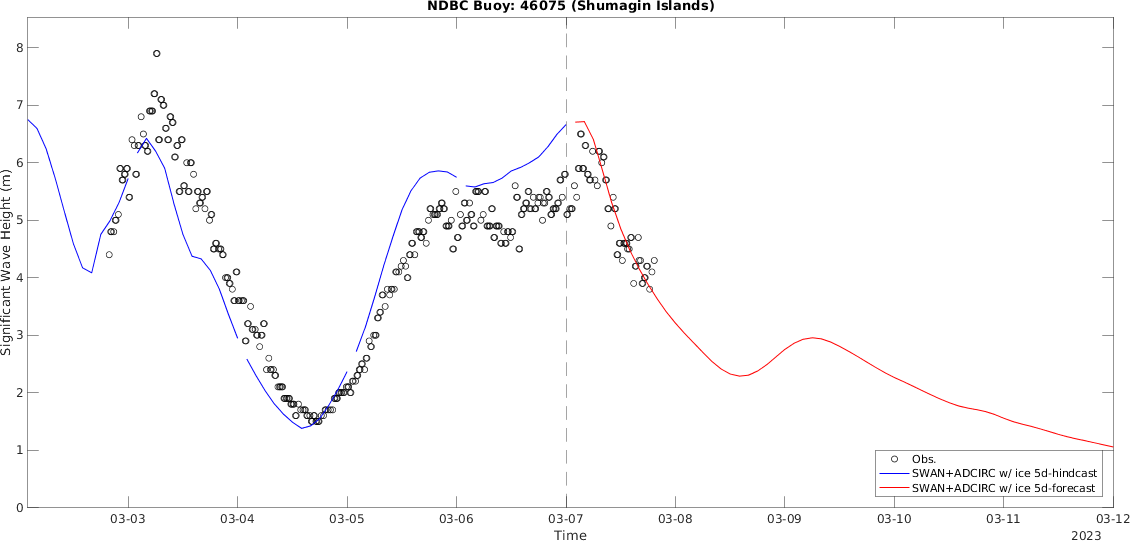 NDBC Buoy: 46075 (Shumagin Islands)
Significant Wave Height (m)
8
7
6
5
4
3
2
1
0
Obs.
SWAN+ADCIRC w/ ice 5d-hindcast
SWAN+ADCIRC w/ ice 5d-forecast
03-03 03-04 03-05 03-06 03-07 03-08 03-09 03-10 03-11 03-12
Time
2023